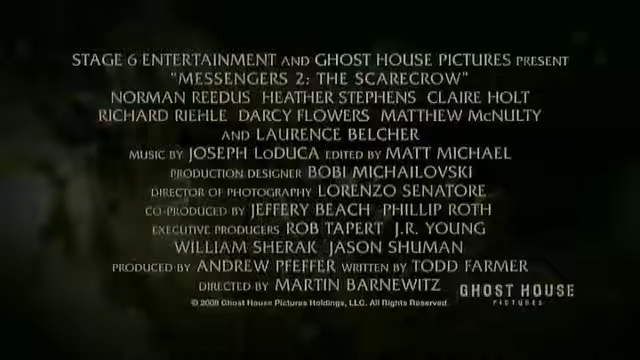 STAGE 6 ENTERTAINMENT AND GHOST HOUSE PICTURES PRESENT
"MESSENGERS 2: THE SCARECROW"
NORMAN REEDUS HEATHER STEPHENS CLAIRE HOLT
RICHARD RIEHLE DARCY FLOWERS MATTHEW MCNULTY
AND LAURENCE BELCHER
MUSIC BY JOSEPH LODUCA EDITED BY MATT MICHAEL
PRODUCTION DESIGNER BOBI MICHAILOVSKI
DIRECTOR OF PHOTOGRAPHY LORENZO SENATORE
CO-PRODUCED BY JEFFERY BEACH PHILLIP ROTH
EXECUTIVE PRODUCERS ROB TAPERT J.R. YOUNG
WILLIAM SHERAK JASON SHUMAN
PRODUCED BY ANDREW PFEFFER WRITTEN BY TODD FARMER
DIRECTED BY MARTIN BARNEWITZ
GHOST HOUSE
PICTURES
© 2009 Ghost House Pictures Holdings, LLC. All Rights Reserved